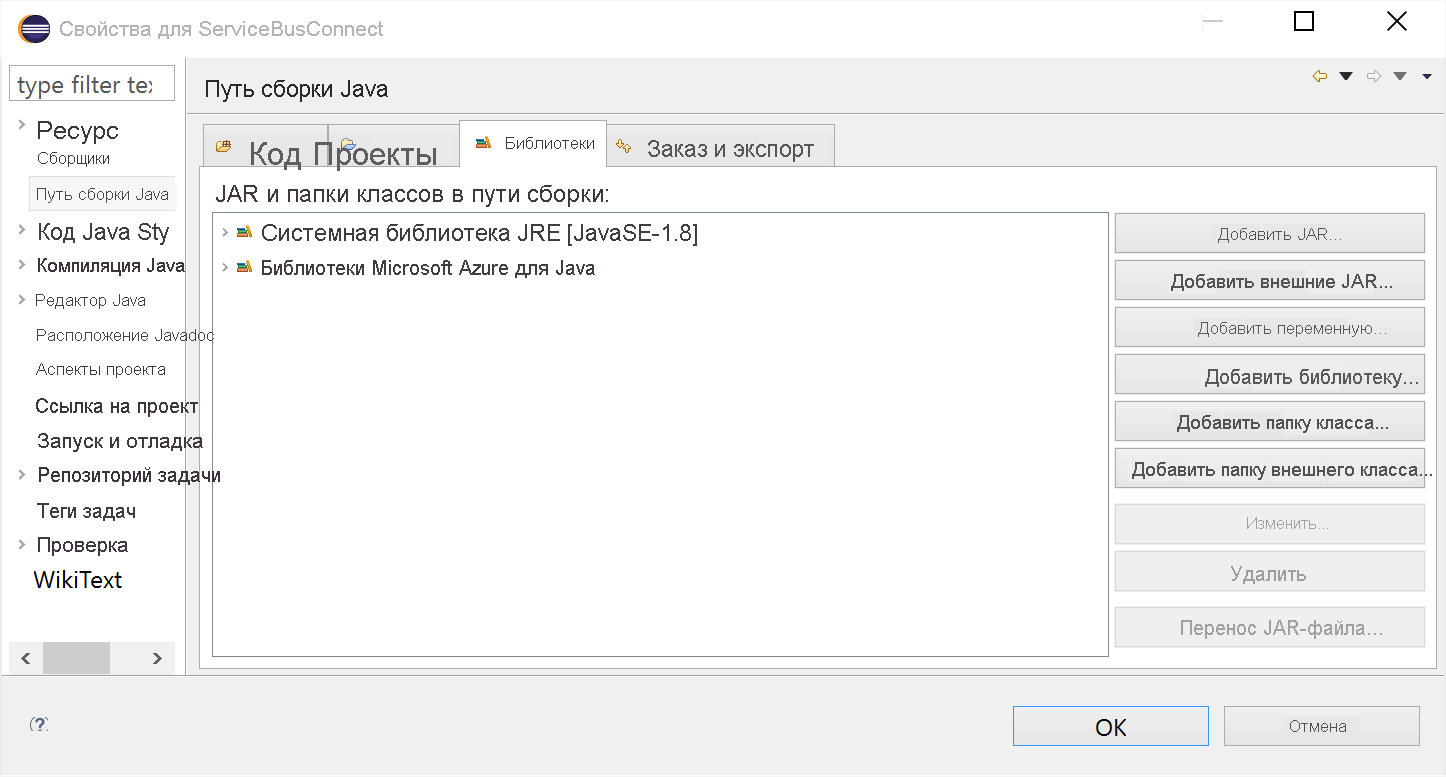 Свойства для ServiceBusConnect
type filter te
Путь сборки Java
Ресурс
Сборщики
Путь сборки Java
Код Java Sty
Компиляция Java
Редактор Java
Расположение Javadoc
Аспекты проекта
Ссылка на проект
Запуск и отладка
Репозиторий задачи
Теги задач
Проверка
WikiText
Код Проекты
Библиотеки
Заказ и экспорт
JAR и папки классов в пути сборки:
Системная библиотека JRE [JavaSE-1.8]
Библиотеки Microsoft Azure для Java
Добавить JAR...
Добавить внешние JAR...
Добавить переменную...
Добавить библиотеку...
Добавить папку класса...
Добавить папку внешнего класса...
Изменить...
Удалить
Перенос JAR-файла...
?
OK
Отмена